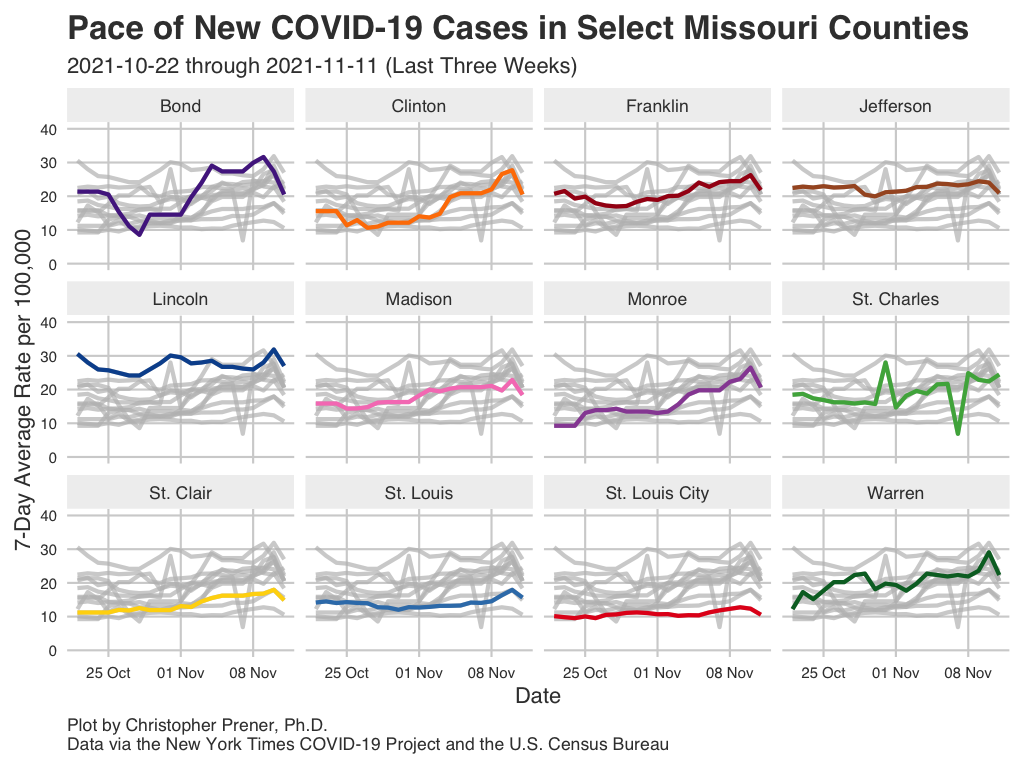 Pace of New COVID-19 Cases in Select Missouri Counties
2021-10-22 through 2021-11-11 (Last Three Weeks)
Bond Clinton Franklin Jefferson
40
30
20
10
0
Lincoln Madison Monroe St. Charles
40
30
20
10
0
St. Clair St. Louis St. Louis City Warren
40
30
20
10
0
7-Day Average Rate per 100,000
25 Oct 01 Nov 08 Nov 25 Oct 01 Nov 08 Nov 25 Oct 01 Nov 08 Nov 25 Oct 01 Nov 08 Nov
Date
Plot by Christopher Prener, Ph.D.
Data via the New York Times COVID-19 Project and the U.S. Census Bureau